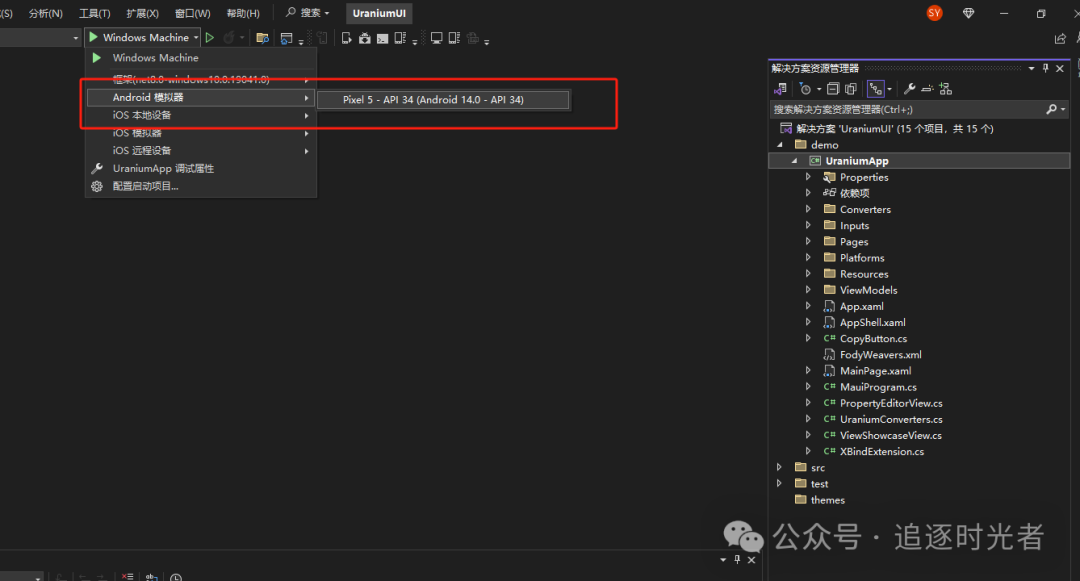 (S) 分析(N) 工具(T) 扩展(X) 窗口(W) 帮助(H) 搜索 UraniumUI SY
Windows Machine
Windows Machine
框架(net8.0-windows10.0.19041.0)
Android 模拟器
Pixel 5 - API 34 (Android 14.0 - API 34)
iOS 本地设备
iOS 模拟器
iOS 远程设备
UraniumApp 调试属性
配置启动项目...
解决方案资源管理器
搜索解决方案资源管理器(Ctrl+;)
解决方案 'UraniumUI' (15 个项目，共 15 个)
demo
UraniumApp
Properties
依赖项
Converters
Inputs
Pages
Platforms
Resources
ViewModels
App.xaml
AppShell.xaml
CopyButton.cs
FodyWeavers.xml
MainPage.xaml
MauiProgram.cs
PropertyEditorView.cs
UraniumConverters.cs
ViewShowcaseView.cs
XBindExtension.cs
src
test
themes
公众号 · 追逐时光者